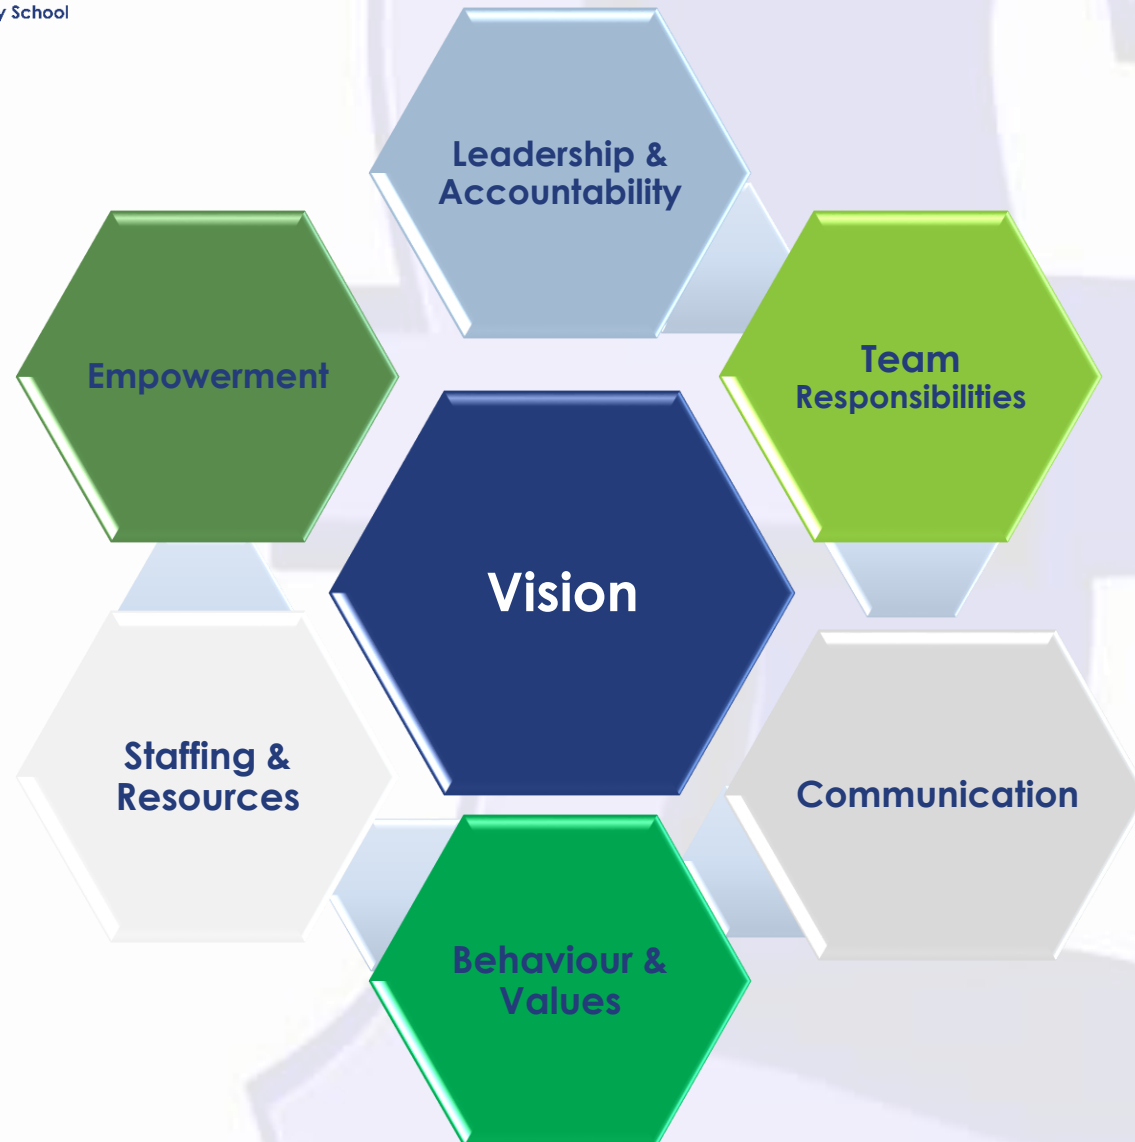 School
Leadership &
Accountability
Empowerment
Team
Responsibilities
Vision
Staffing &
Resources
Communication
Behaviour &
Values